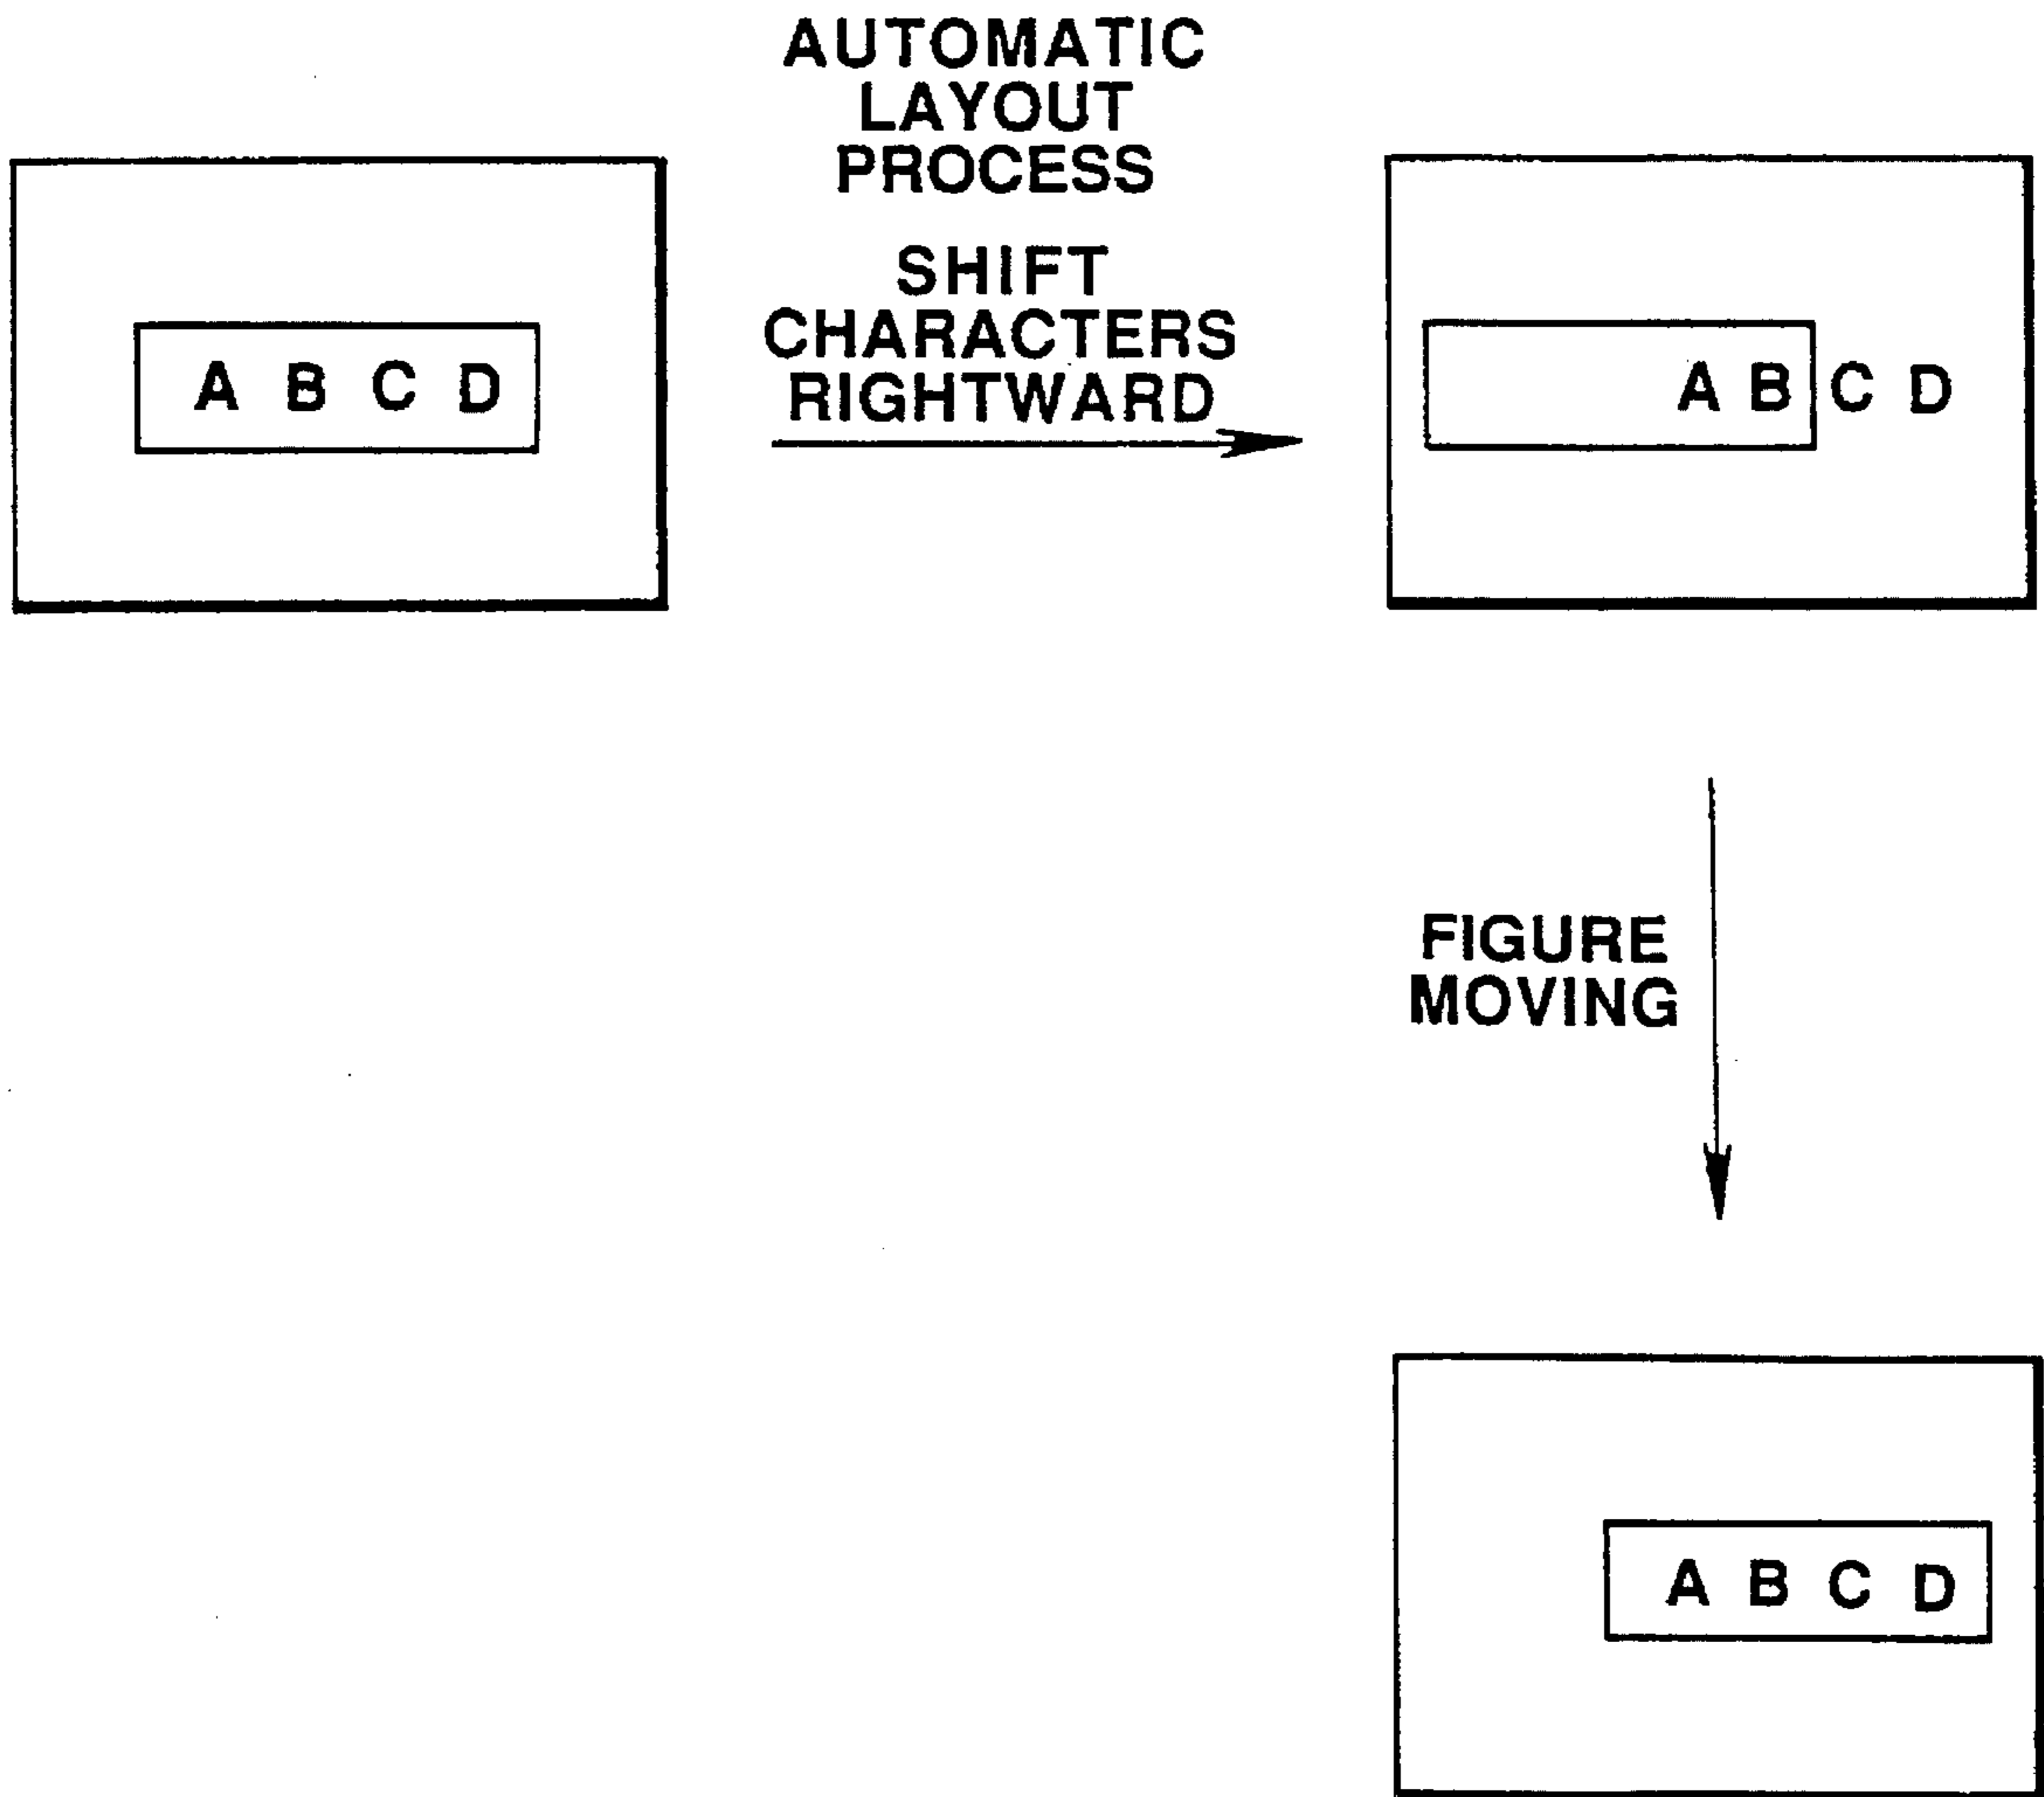 AUTOMATIC
LAYOUT
PROCESS
SHIFT
CHARACTERS
RIGHTWARD
A B C D
A B C D
FIGURE
MOVING
A B C D